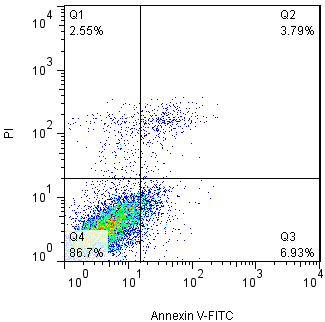 Q1
2.55%
Q2
3.79%
10^4
10^3
10^2
10^1
10^0
PI
Q4
86.7%
Q3
6.93%
10^0 10^1 10^2 10^3 10^4
Annexin V-FITC